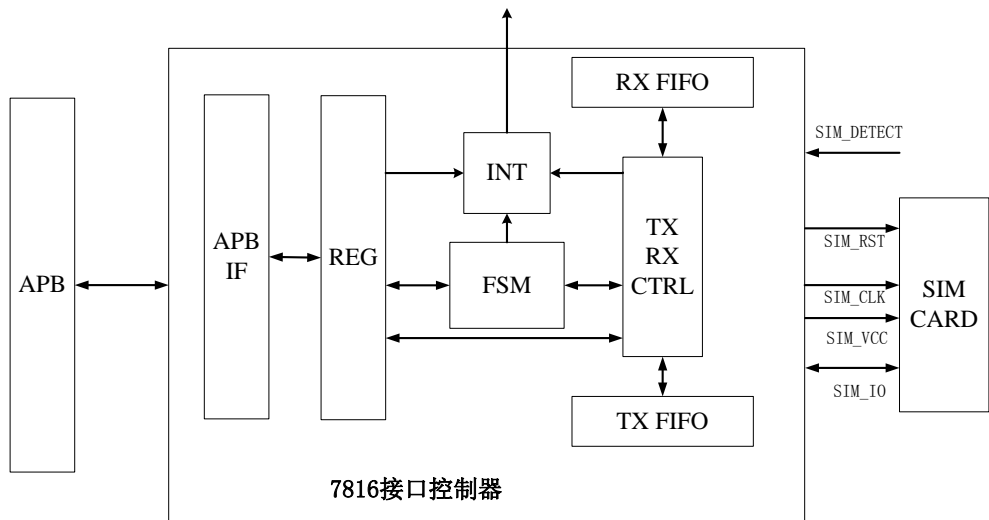 RX FIFO
SIM_DETECT
INT
TX
RX
CTRL
APB
IF
REG
FSM
APB
SIM_RST
SIM_CLK
SIM_VCC
SIM_IO
SIM
CARD
TX FIFO
7816接口控制器